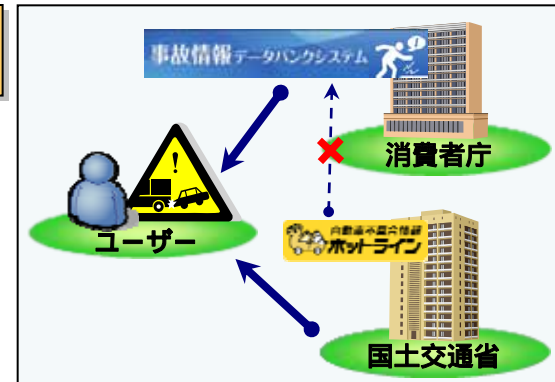 事故情報データバンクシステム
消費者庁
ユーザー
自動車不具合情報
ホットライン
国土交通省